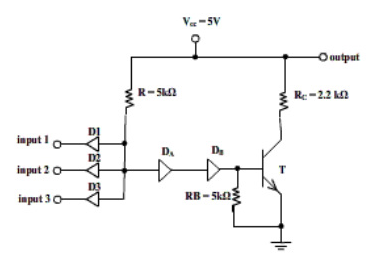 Vcc = 5V
output
R = 5kΩ
RC = 2.2 kΩ
input 1
D1
input 2
D2
DA
DB
T
input 3
D3
RB = 5kΩ